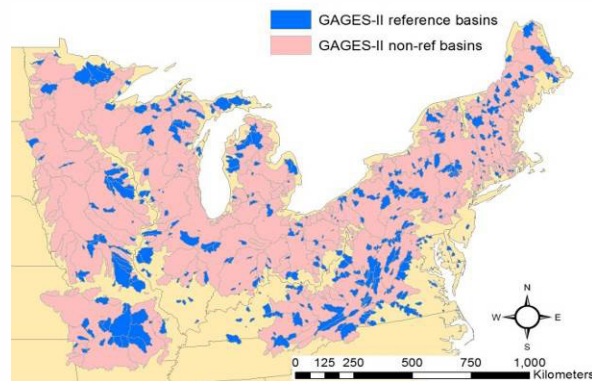 GAGES-II reference basins
GAGES-II non-ref basins
N
W E
S
0 125 250 500 750 1,000
Kilometers